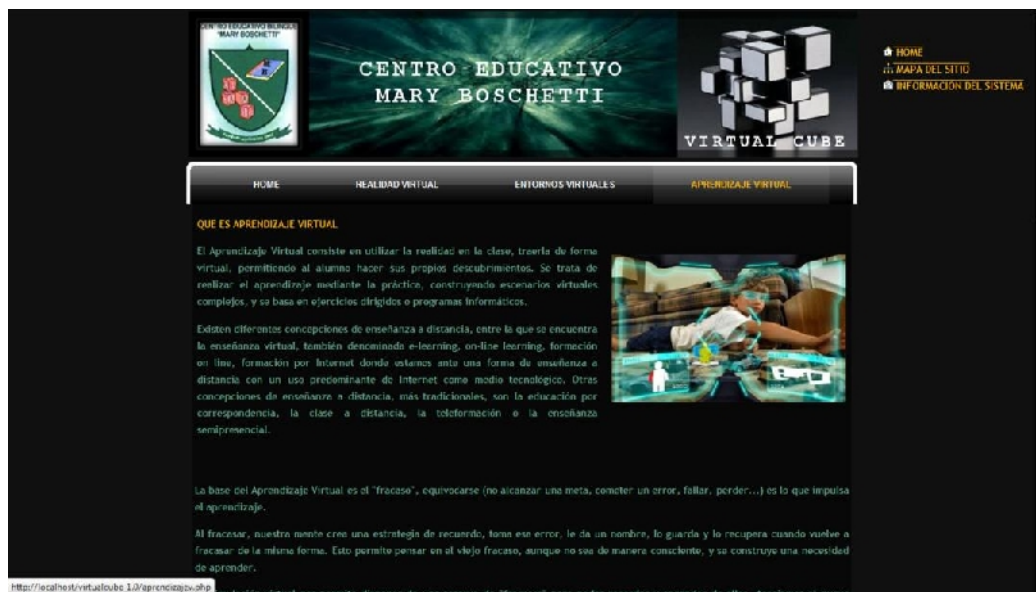 CENTRO EDUCATIVO BILINGUE
"MARY BOSCHETTI"
CENTRO EDUCATIVO
MARY BOSCHETTI
VIRTUAL CUBE
HOME
MAPA DEL SITIO
INFORMACIÓN DEL SISTEMA
HOME
REALIDAD VIRTUAL
ENTORNOS VIRTUALES
APRENDIZAJE VIRTUAL
QUE ES APRENDIZAJE VIRTUAL
El Aprendizaje Virtual consiste en utilizar la realidad en la clase, traerla de forma
virtual, permitiendo al alumno hacer sus propios descubrimientos. Se trata de
realizar el aprendizaje mediante la práctica, construyendo escenarios virtuales
complejos, y se basa en ejercicios dirigidos o programas informáticos.
Existen diferentes concepciones de enseñanza a distancia, entre la que se encuentra
la enseñanza virtual, también denominada e-learning, on-line learning, formación
on line, formación por Internet donde estamos ante una forma de enseñanza a
distancia con un uso predominante de Internet como medio tecnológico. Otras
concepciones de enseñanza a distancia, más tradicionales, son la educación por
correspondencia, la clase a distancia, la teleformación o la enseñanza
semipresencial.
La base del Aprendizaje Virtual es el "fracaso", equivocarse (no alcanzar una meta, cometer un error, fallar, perder...) es lo que impulsa
el aprendizaje.
Al fracasar, nuestra mente crea una estrategia de recuerdo, toma ese error, le da un nombre, lo guarda y lo recupera cuando vuelve a
fracasar de la misma forma. Esto permite pensar en el viejo fracaso, aunque no sea de manera consciente, y se construye una necesidad
de aprender.
http://localhost/virtualcube 1.0/aprendizajev.php